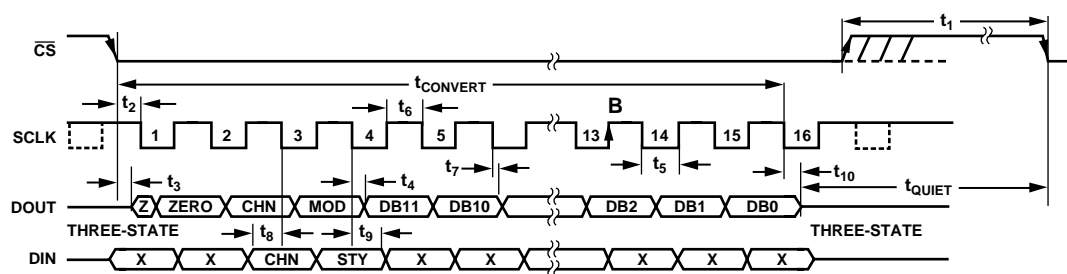 t1
CS
tCONVERT
t2 t6 B
SCLK 1 2 3 4 5 13 14 15 16
t7 t5
t3 t4 t10 tQUIET
DOUT Z ZERO CHN MOD DB11 DB10 DB2 DB1 DB0
THREE-STATE t8 t9 THREE-STATE
DIN X X CHN STY X X X X X